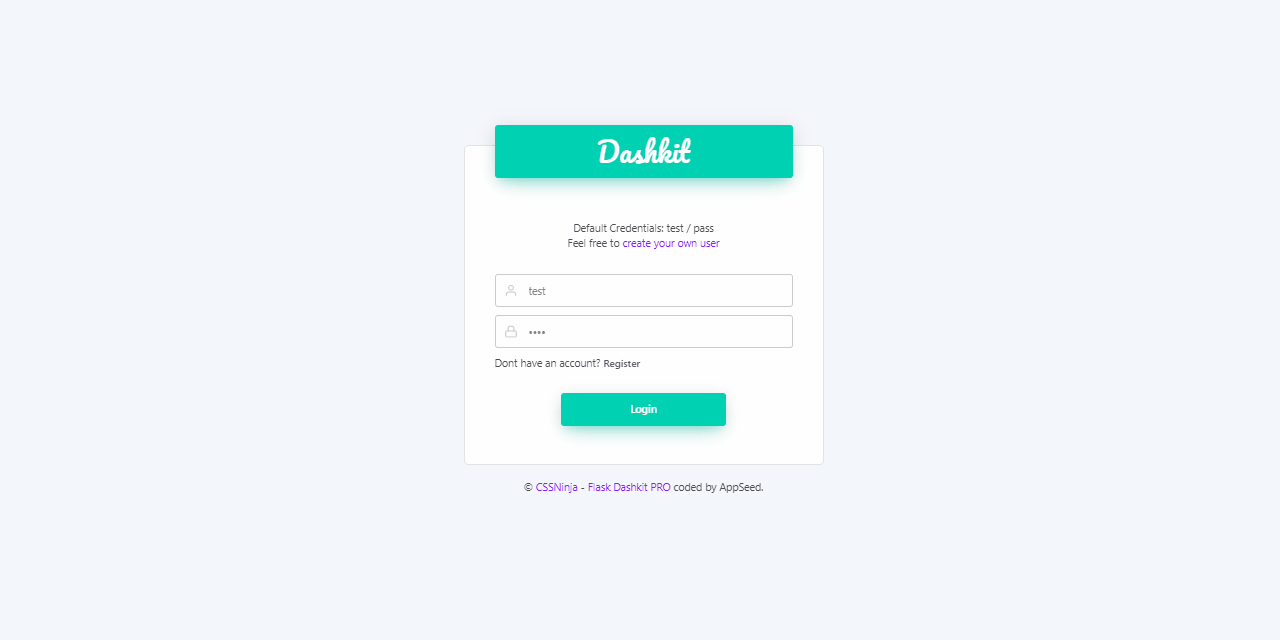 Dashkit
Default Credentials: test / pass
Feel free to create your own user
test
••••
Dont have an account? Register
Login
© CSSNinja - Flask Dashkit PRO coded by AppSeed.